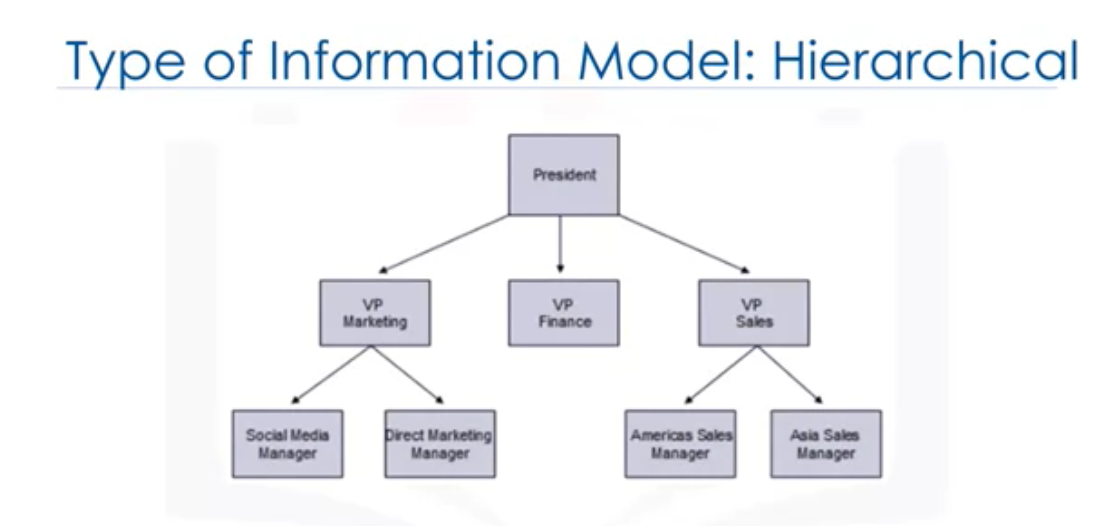 Type of Information Model: Hierarchical
President
VP
Marketing
VP
Finance
VP
Sales
Social Media
Manager
Direct Marketing
Manager
Americas Sales
Manager
Asia Sales
Manager